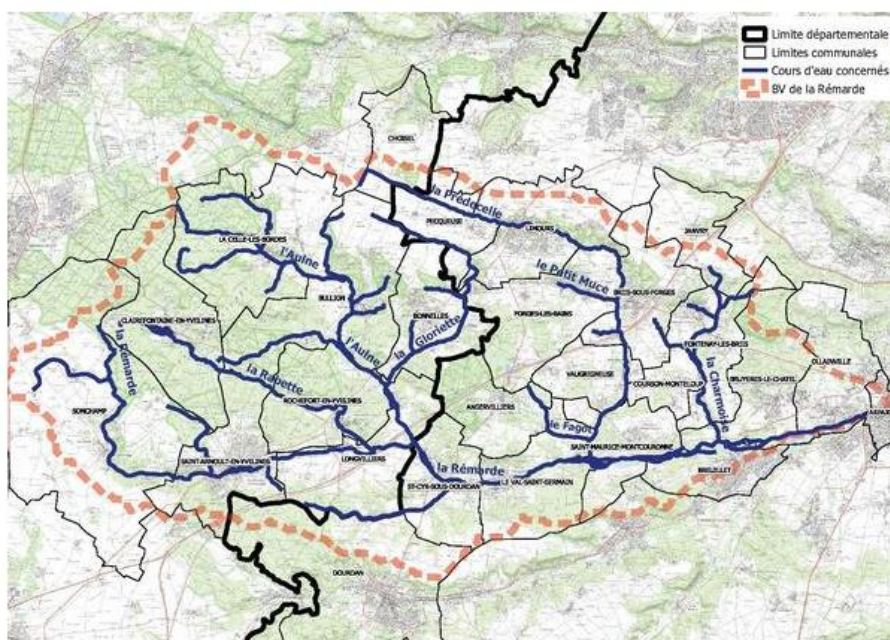 Limite départementale
Limites communales
Cours d'eau concernés
BV de la Rémarde
CHOISEL
la Prédecelle
PECQUEUSE
LIMOURS
JANVRY
LA CELLE-LES-BORDES
l'Aulne
le Petit Muce
BULLION
BRIIS-SOUS-FORGES
CLAIREFONTAINE-EN-YVELINES
la Rémarde
BONNELLES
la Gloriette
FORGES-LES-BAINS
l'Aulne
FONTENAY-LES-BRIIS
OLLAINVILLE
la Rabette
VAUGRIGNEUSE
COURSON-MONTELOUP
la Charmoise
BRUYERES-LE-CHATEL
ROCHEFORT-EN-YVELINES
SONCHAMP
ANGERVILLIERS
le Fagot
SAINT-MAURICE-MONTCOURONNE
SAINT-ARNOULT-EN-YVELINES
LONGVILLIERS
la Rémarde
BREUILLET
ST-CYR-SOUS-DOURDAN
LE VAL-SAINT-GERMAIN
DOURDAN